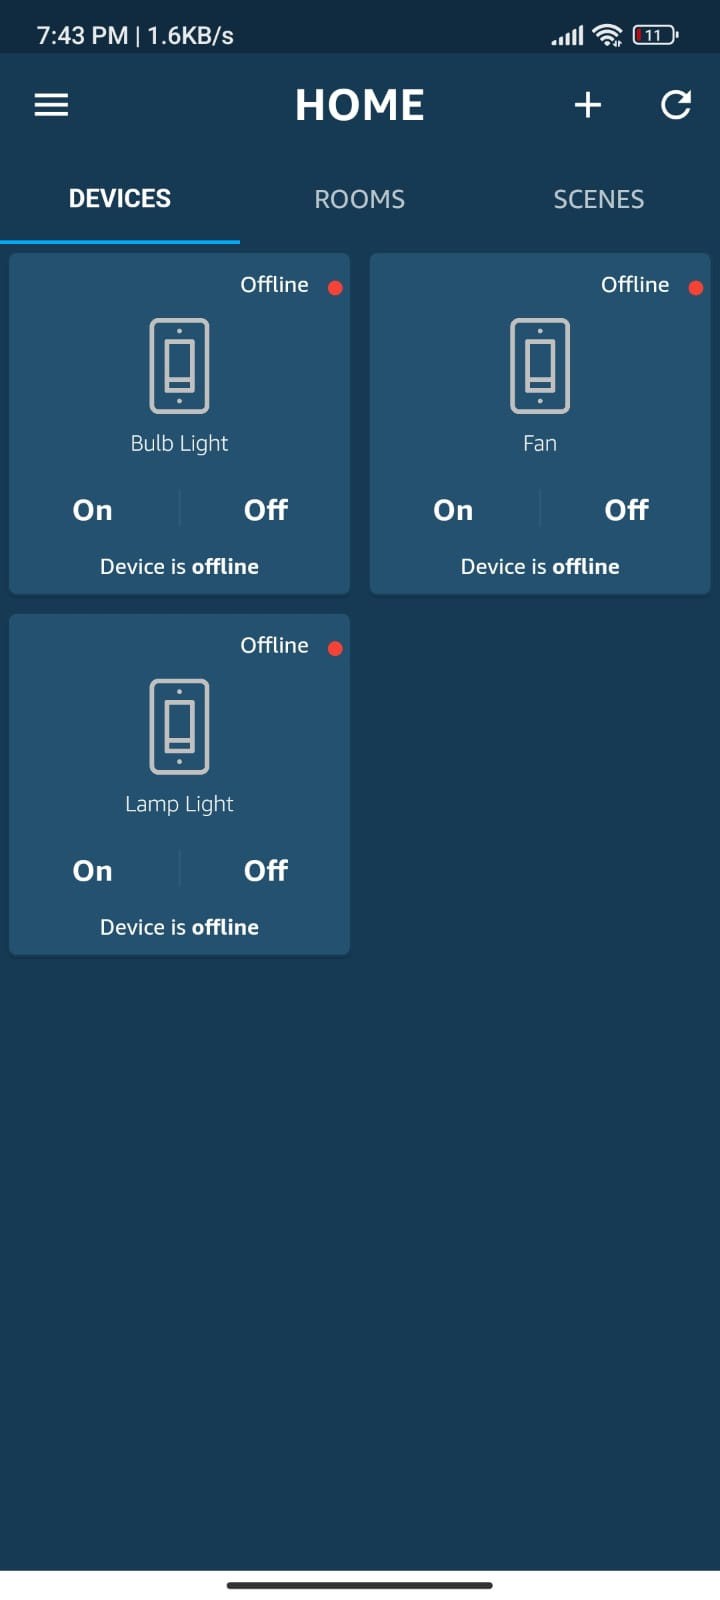 7:43 PM | 1.6KB/s 11
HOME
DEVICES ROOMS SCENES
Offline
Bulb Light
On Off
Device is offline
Offline
Fan
On Off
Device is offline
Offline
Lamp Light
On Off
Device is offline